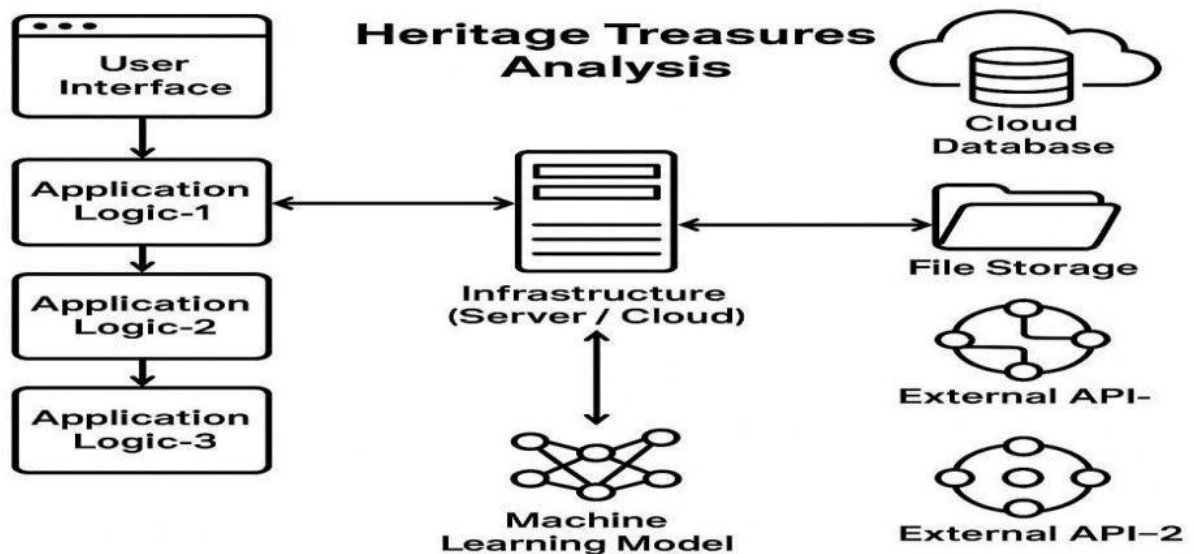 Heritage Treasures
Analysis
User
Interface
Application
Logic-1
Application
Logic-2
Application
Logic-3
Infrastructure
(Server / Cloud)
Machine
Learning Model
Cloud
Database
File Storage
External API-
External API-2